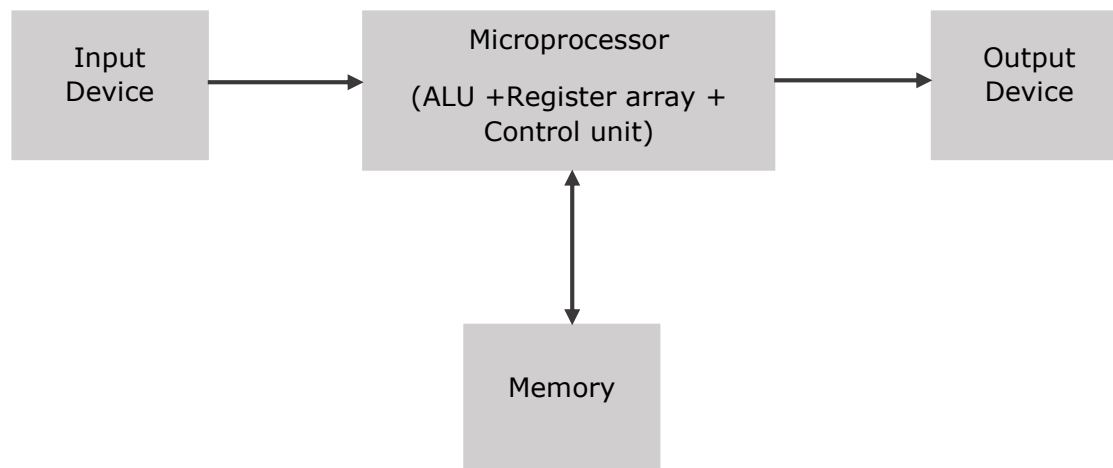 Input
Device
Microprocessor
(ALU +Register array +
Control unit)
Output
Device
Memory